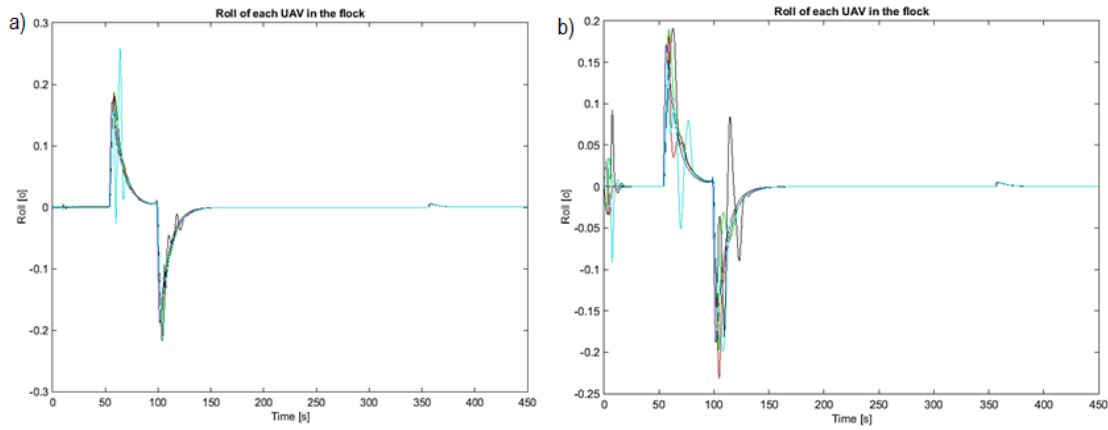 a)
Roll of each UAV in the flock
0.3
0.2
0.1
0
-0.1
-0.2
-0.3
Roll [o]
0 50 100 150 200 250 300 350 400 450
Time [s]
b)
Roll of each UAV in the flock
0.2
0.15
0.1
0.05
0
-0.05
-0.1
-0.15
-0.2
-0.25
Roll [o]
0 50 100 150 200 250 300 350 400 450
Time [s]